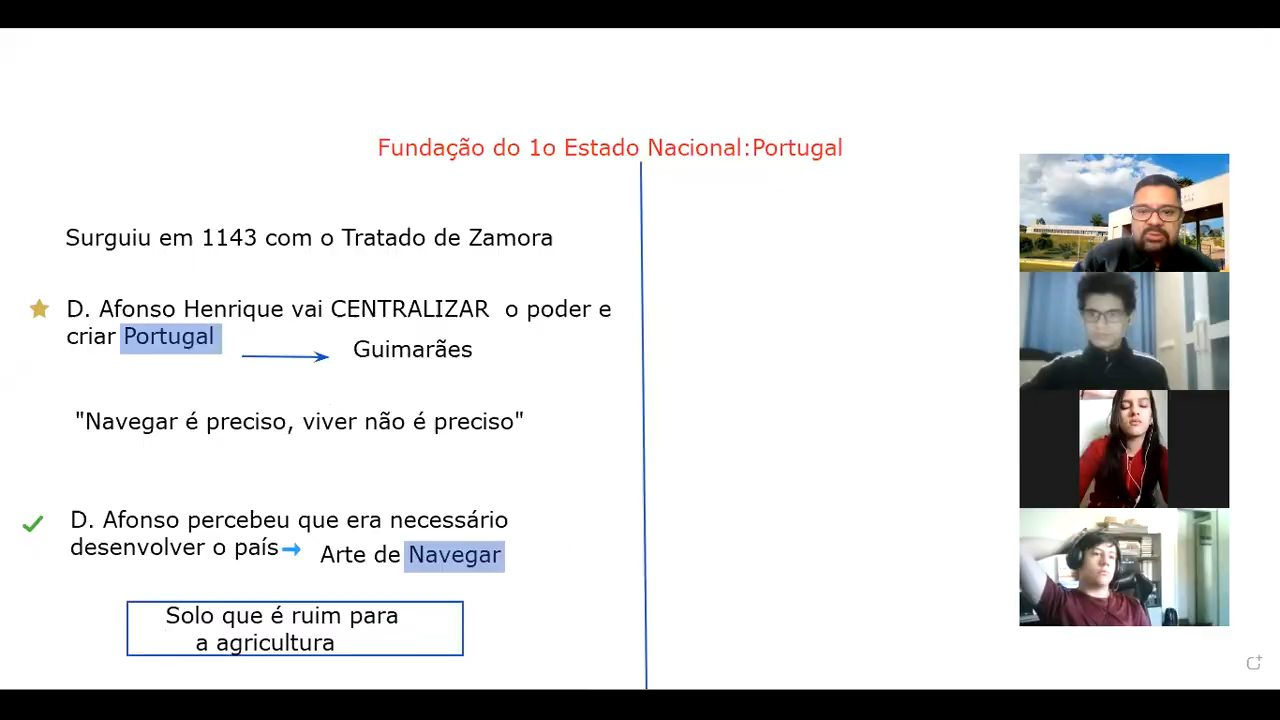 Fundação do 1o Estado Nacional:Portugal
Surguiu em 1143 com o Tratado de Zamora
D. Afonso Henrique vai CENTRALIZAR o poder e
criar Portugal
Guimarães
"Navegar é preciso, viver não é preciso"
D. Afonso percebeu que era necessário
desenvolver o país
Arte de Navegar
Solo que é ruim para
a agricultura